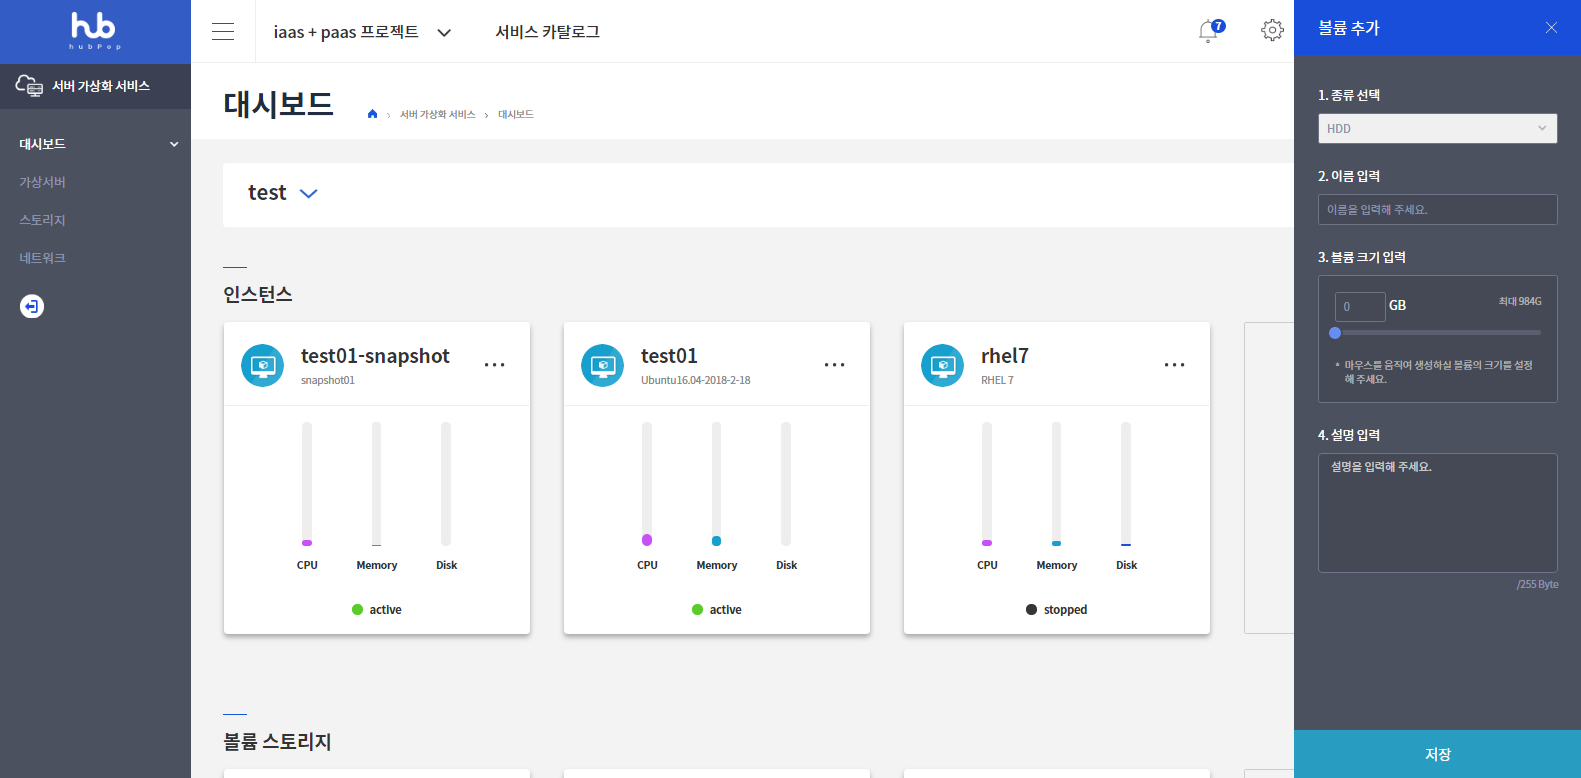 hub
hubPop
서버 가상화 서비스
대시보드
가상서버
스토리지
네트워크
iaas + paas 프로젝트
서비스 카탈로그
7
대시보드
서버 가상화 서비스
대시보드
test
인스턴스
test01-snapshot
snapshot01
CPU
Memory
Disk
active
test01
Ubuntu16.04-2018-2-18
CPU
Memory
Disk
active
rhel7
RHEL 7
CPU
Memory
Disk
stopped
볼륨 스토리지
볼륨 추가
1. 종류 선택
HDD
2. 이름 입력
이름을 입력해 주세요.
3. 볼륨 크기 입력
0 GB
최대 984G
* 마우스를 움직여 생성하실 볼륨의 크기를 설정
해 주세요.
4. 설명 입력
설명을 입력해 주세요.
/255 Byte
저장